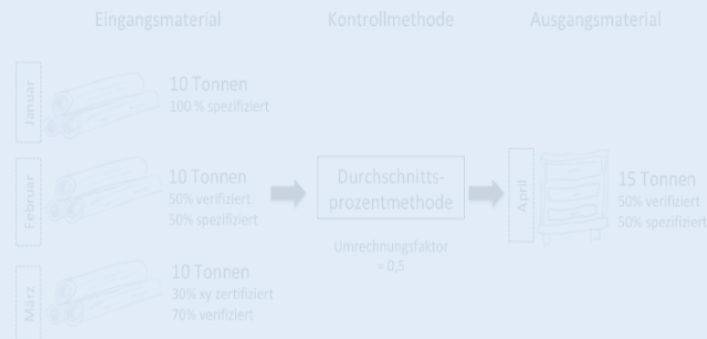 Eingangsmaterial
Kontrollmethode
Ausgangsmaterial
Januar
10 Tonnen
100 % spezifiziert
Februar
10 Tonnen
50% verifiziert
50% spezifiziert
Durchschnitts-
prozentmethode
Umrechnungsfaktor
= 0,5
April
15 Tonnen
50% verifiziert
50% spezifiziert
März
10 Tonnen
30% xy zertifiziert
70% verifiziert